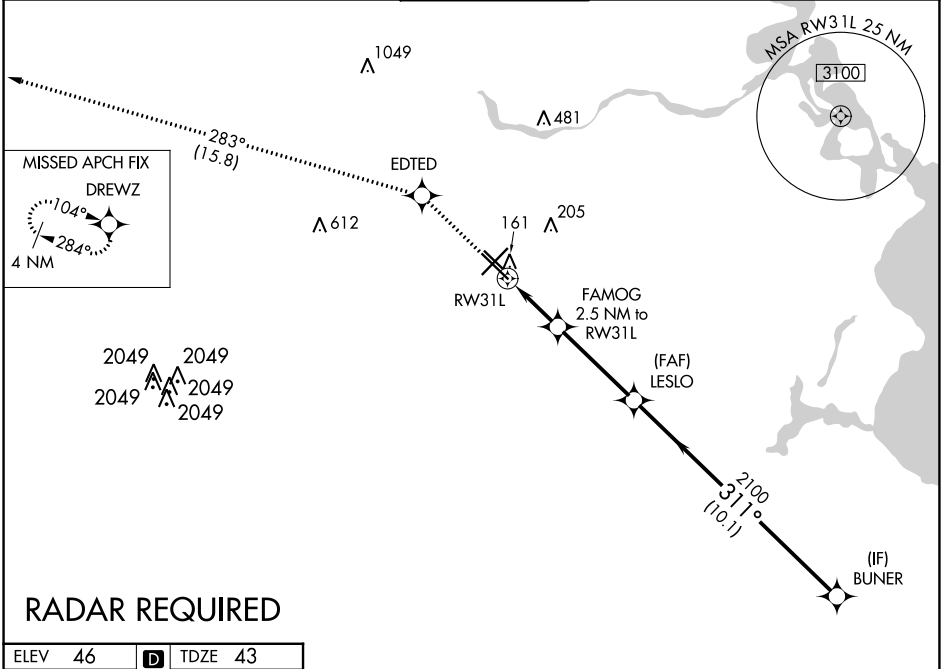 1049
MSA RW31L 25 NM
3100
481
283°
(15.8)
EDTED
MISSED APCH FIX
DREWZ
104°
284°
4 NM
612
161
205
RW31L
FAMOG
2.5 NM to
RW31L
(FAF)
LESLO
2049
2049
2049
2049
2049
2100
311°
(10.1)
(IF)
BUNER
RADAR REQUIRED
ELEV 46 D TDZE 43